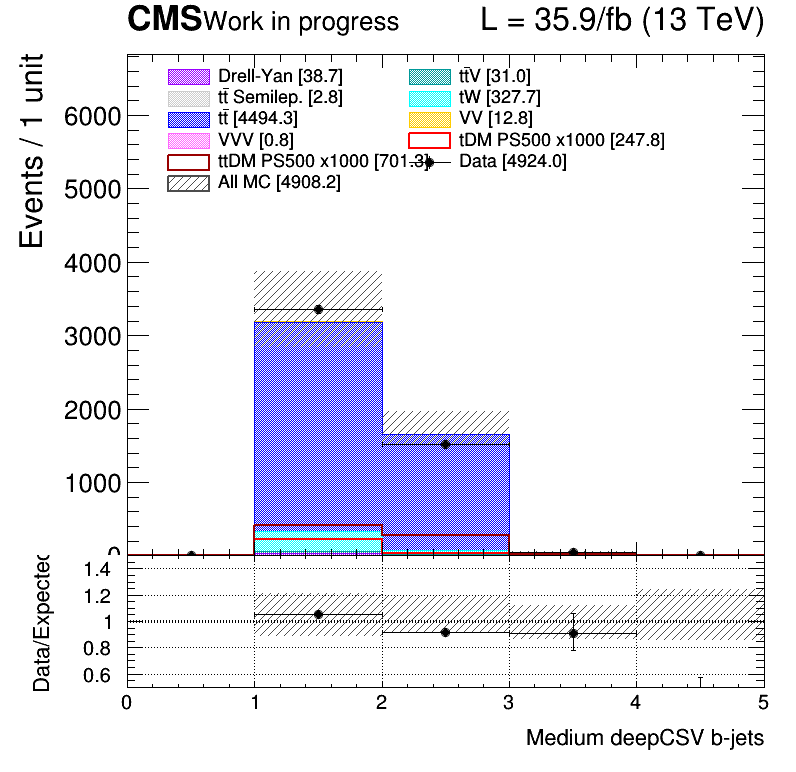 CMS Work in progress L = 35.9/fb (13 TeV)
Events / 1 unit
Drell-Yan [38.7] tt̄V [31.0]
tt̄ Semilep. [2.8] tW [327.7]
tt̄ [4494.3] VV [12.8]
VVV [0.8] tDM PS500 x1000 [247.8]
ttDM PS500 x1000 [701.3] Data [4924.0]
All MC [4908.2]
6000
5000
4000
3000
2000
1000
0
Data/Expected
1.4
1.2
1
0.8
0.6
0 1 2 3 4 5
Medium deepCSV b-jets